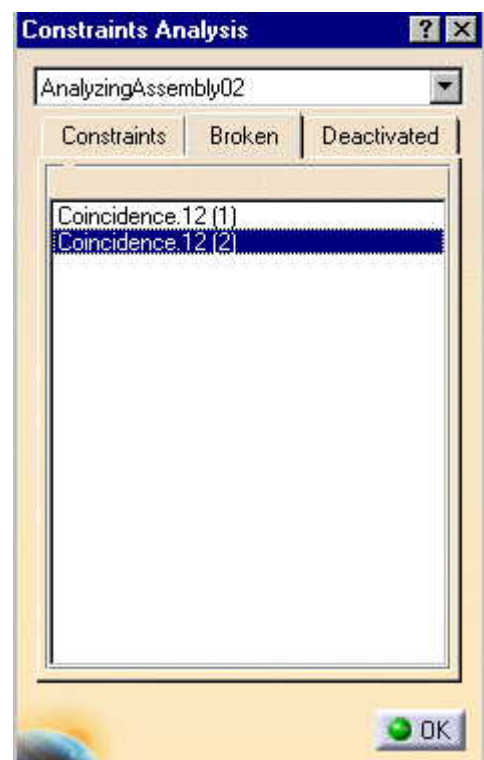 Constraints Analysis ? ×
AnalyzingAssembly02
Constraints Broken Deactivated
Coincidence.12 (1)
Coincidence.12 (2)
OK